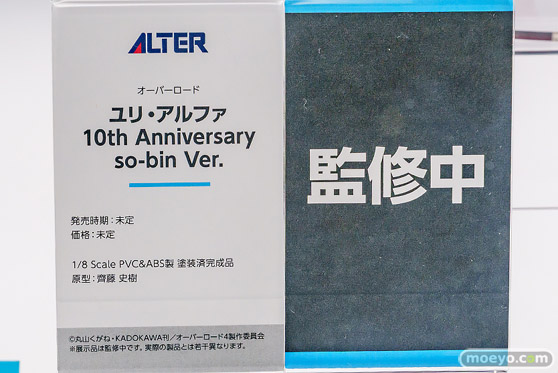 ALTER
オーバーロード
ユリ・アルファ
10th Anniversary
so-bin Ver.
発売時期：未定
価格：未定
1/8 Scale PVC&ABS製 塗装済完成品
原型：齊藤 史樹
©丸山くがね・KADOKAWA刊／オーバーロード4製作委員会
※展示品は監修中です。実際の製品とは若干異なります。
監修中
moeyo.com